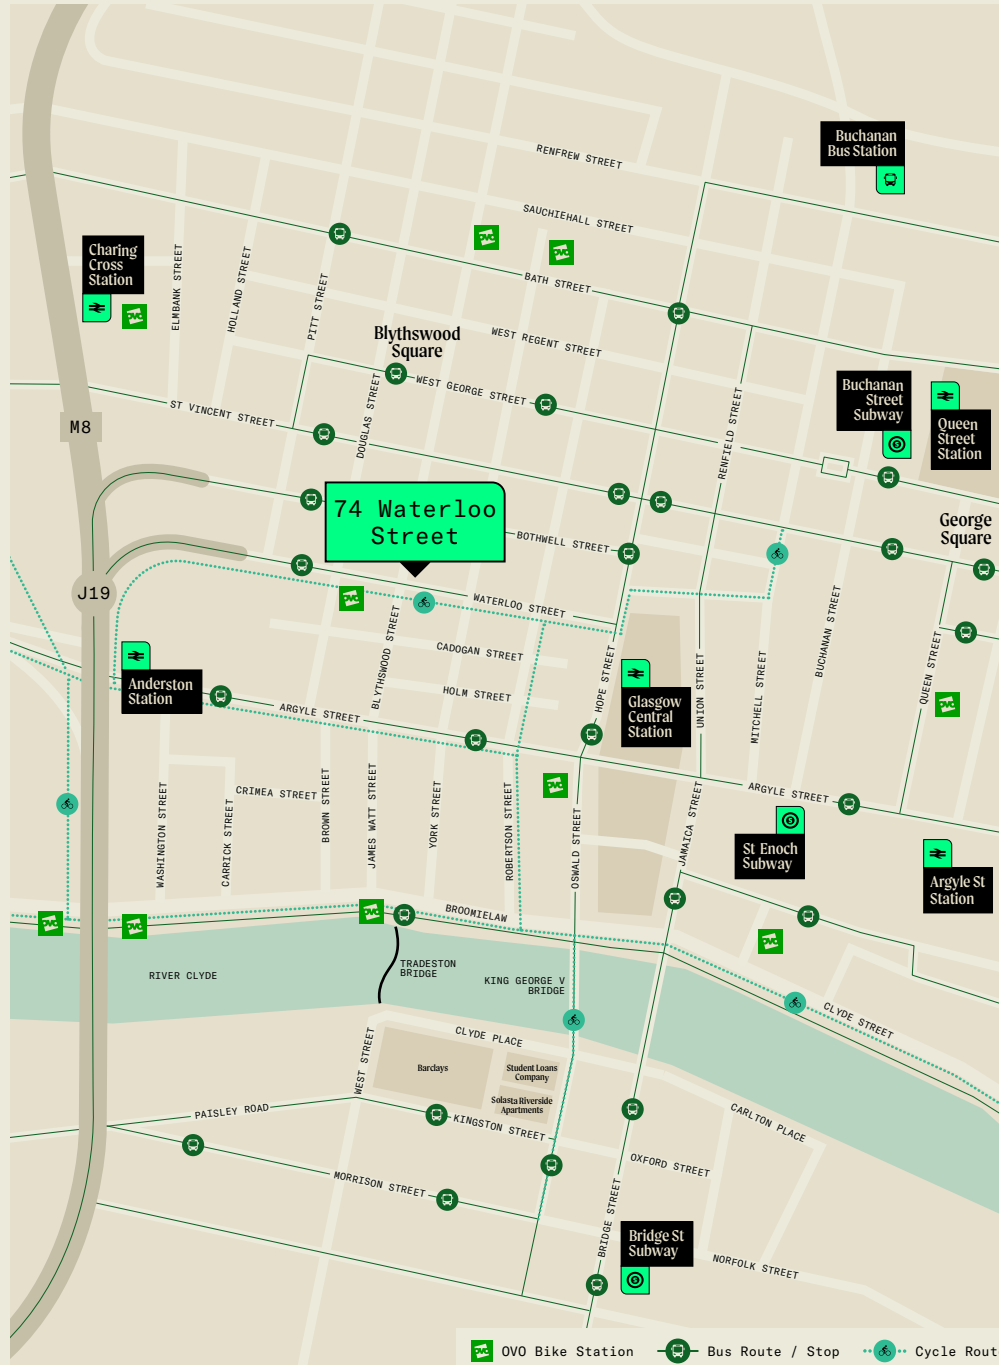 RENFREW STREET
Buchanan
Bus Station
SAUCHIEHALL STREET
Charing
Cross
Station
ELMBANK STREET
HOLLAND STREET
PITT STREET
BATH STREET
Blythswood
Square
WEST REGENT STREET
WEST GEORGE STREET
DOUGLAS STREET
ST VINCENT STREET
RENFIELD STREET
Buchanan
Street
Subway
Queen
Street
Station
M8
74 Waterloo
Street
BOTHWELL STREET
George
Square
J19
WATERLOO STREET
BLYTHSWOOD STREET
CADOGAN STREET
HOLM STREET
HOPE STREET
UNION STREET
MITCHELL STREET
BUCHANAN STREET
QUEEN STREET
Anderston
Station
Glasgow
Central
Station
ARGYLE STREET
ARGYLE STREET
WASHINGTON STREET
CARRICK STREET
CRIMEA STREET
BROWN STREET
JAMES WATT STREET
YORK STREET
ROBERTSON STREET
OSWALD STREET
JAMAICA STREET
St Enoch
Subway
Argyle St
Station
BROOMIELAW
RIVER CLYDE
TRADESTON
BRIDGE
KING GEORGE V
BRIDGE
CLYDE STREET
CLYDE PLACE
WEST STREET
Barclays
Student Loans
Company
Solasta Riverside
Apartments
PAISLEY ROAD
KINGSTON STREET
CARLTON PLACE
MORRISON STREET
OXFORD STREET
BRIDGE STREET
Bridge St
Subway
NORFOLK STREET
OVO Bike Station
Bus Route / Stop
Cycle Rout